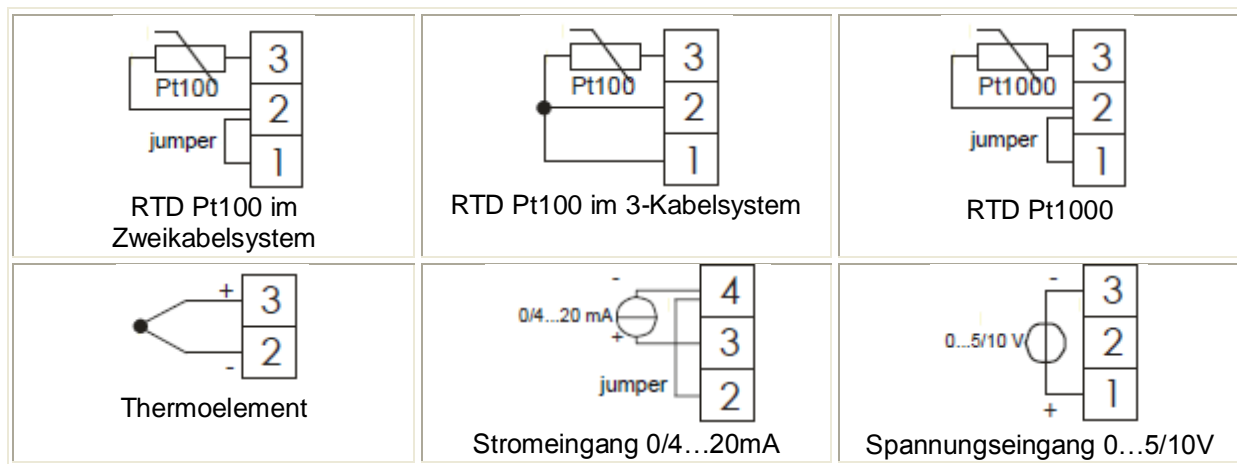 3
Pt100
2
jumper
1
RTD Pt100 im
Zweikabelsystem
3
Pt100
2
1
RTD Pt100 im 3-Kabelsystem
3
Pt1000
2
jumper
1
RTD Pt1000
+
3
2
-
Thermoelement
-
4
0/4...20 mA
+
3
jumper
2
Stromeingang 0/4…20mA
-
3
0...5/10 V
2
1
+
Spannungseingang 0…5/10V